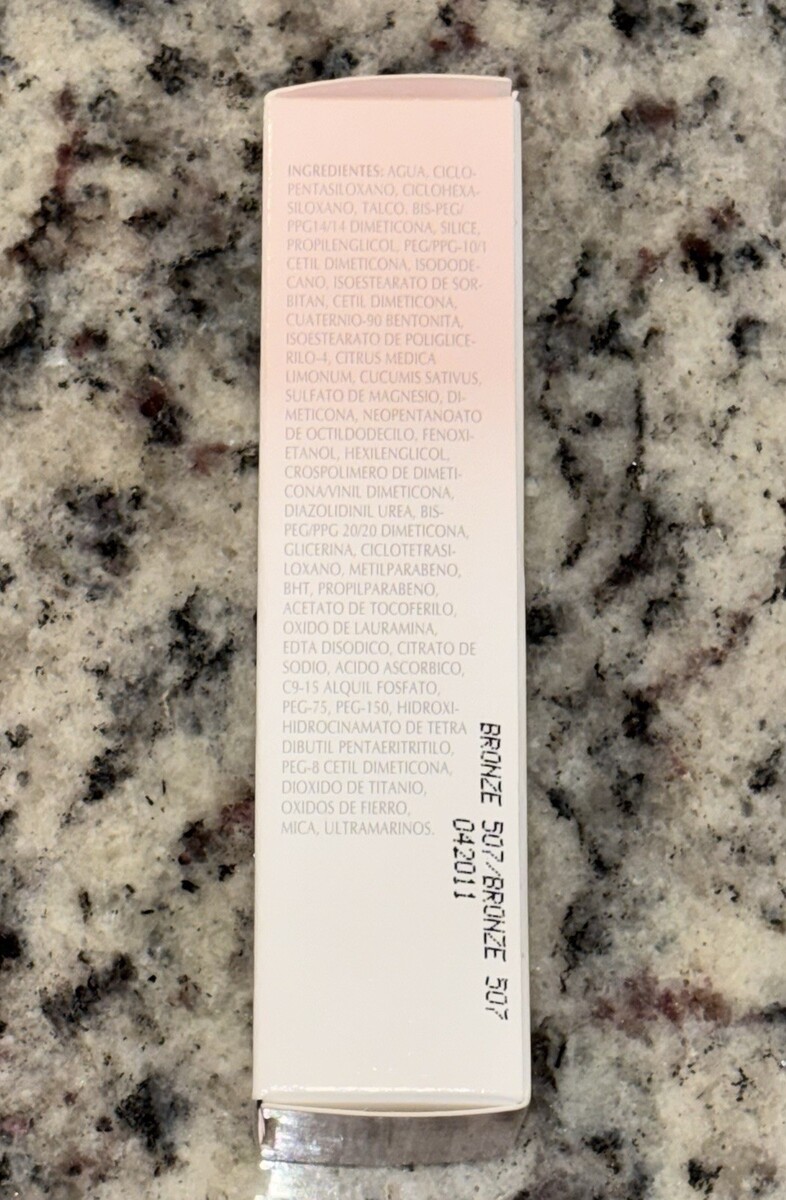 INGREDIENTES: AGUA, CICLO-
PENTASILOXANO, CICLOHEXA-
SILOXANO, TALCO, BIS-PEG/
PPG14/14 DIMETICONA, SILICE,
PROPILENGLICOL, PEG/PPG-10/1
CETIL DIMETICONA, ISODODE-
CANO, ISOESTEARATO DE SOR-
BITAN, CETIL DIMETICONA,
CUATERNIO-90 BENTONITA,
ISOESTEARATO DE POLIGLICE-
RILO-4, CITRUS MEDICA
LIMONUM, CUCUMIS SATIVUS,
SULFATO DE MAGNESIO, DI-
METICONA, NEOPENTANOATO
DE OCTILDODECILO, FENOXI-
ETANOL, HEXILENGLICOL,
CROSPOLIMERO DE DIMETI-
CONA/VINIL DIMETICONA,
DIAZOLIDINIL UREA, BIS-
PEG/PPG 20/20 DIMETICONA,
GLICERINA, CICLOTETRASI-
LOXANO, METILPARABENO,
BHT, PROPILPARABENO,
ACETATO DE TOCOFERILO,
OXIDO DE LAURAMINA,
EDTA DISODICO, CITRATO DE
SODIO, ACIDO ASCORBICO,
C9-15 ALQUIL FOSFATO,
PEG-75, PEG-150, HIDROXI-
HIDROCINAMATO DE TETRA
DIBUTIL PENTAERITRITILO,
PEG-8 CETIL DIMETICONA,
DIOXIDO DE TITANIO,
OXIDOS DE FIERRO,
MICA, ULTRAMARINOS.
BRONZE 507/BRONZE 507
042011